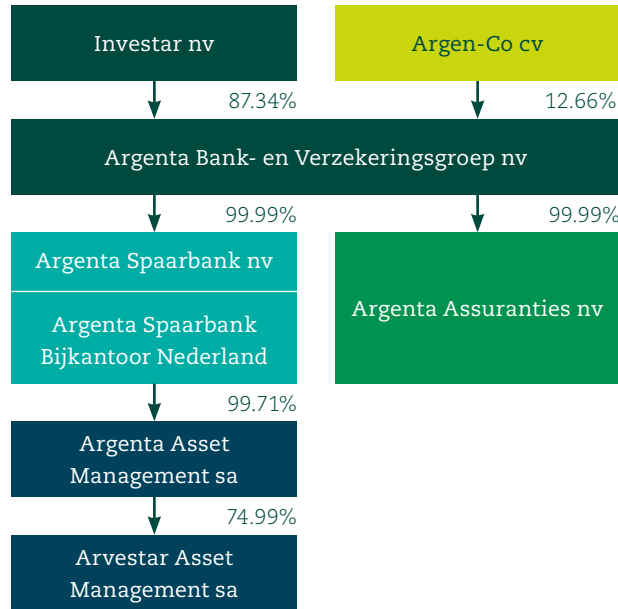 Investar nv
Argen-Co cv
87.34%
12.66%
Argenta Bank- en Verzekeringsgroep nv
99.99%
99.99%
Argenta Spaarbank nv
Argenta Spaarbank
Bijkantoor Nederland
Argenta Assuranties nv
99.71%
Argenta Asset
Management sa
74.99%
Arvestar Asset
Management sa